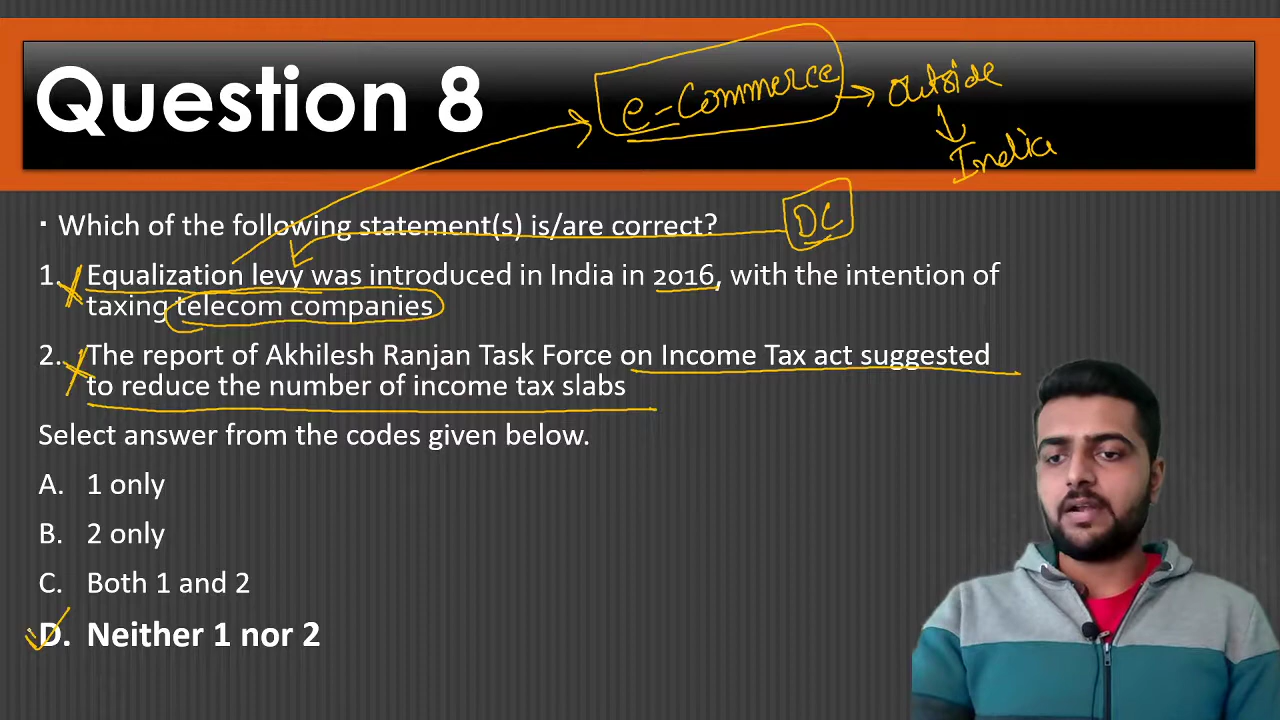 Question 8
e-Commerce
outside
India
· Which of the following statement(s) is/are correct?
DC
1. Equalization levy was introduced in India in 2016, with the intention of
taxing telecom companies
2. The report of Akhilesh Ranjan Task Force on Income Tax act suggested
to reduce the number of income tax slabs
Select answer from the codes given below.
A. 1 only
B. 2 only
C. Both 1 and 2
D. Neither 1 nor 2